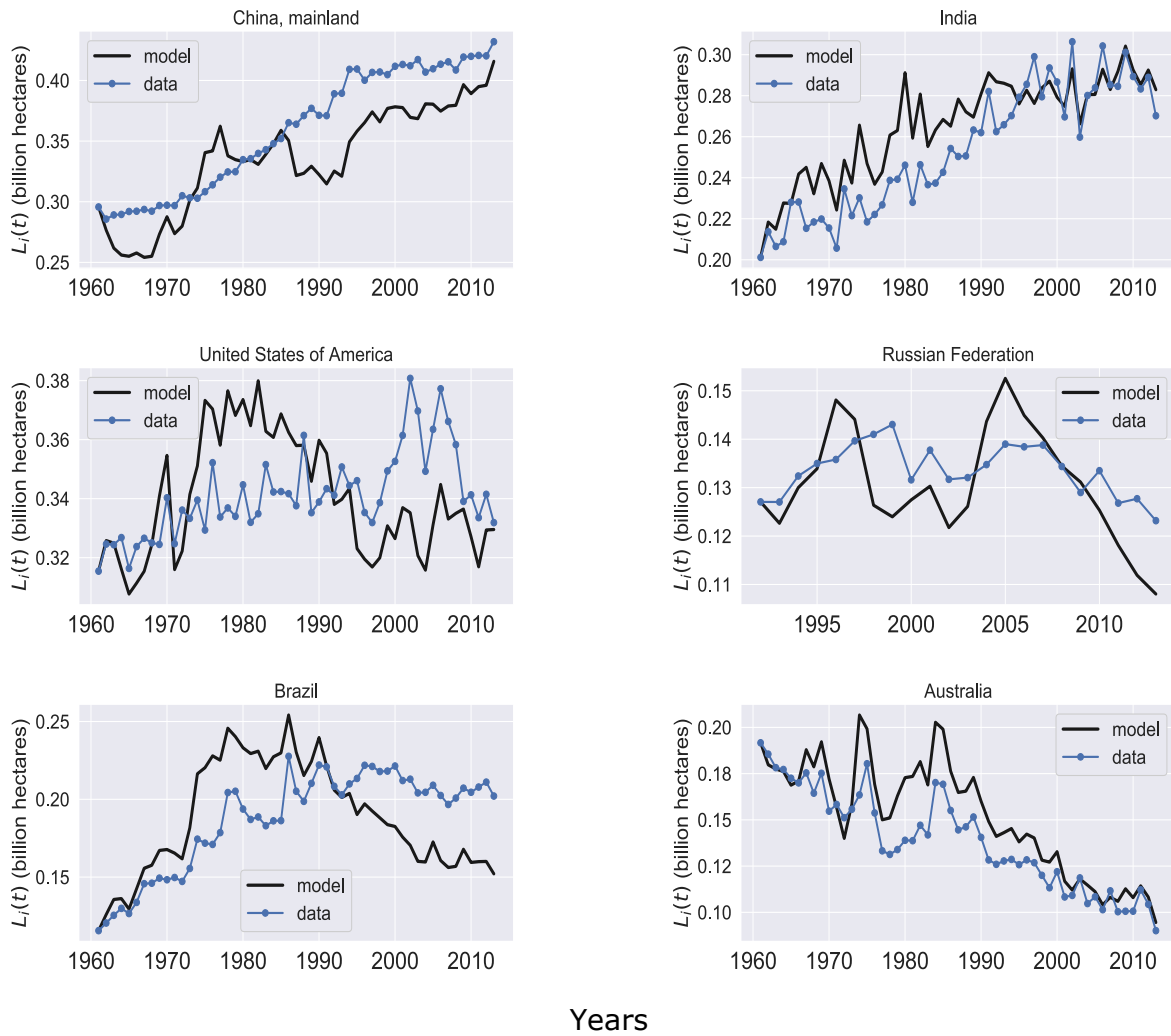 China, mainland
L_i(t) (billion hectares)
0.40
0.35
0.30
0.25
model
data
1960 1970 1980 1990 2000 2010
India
L_i(t) (billion hectares)
0.30
0.28
0.26
0.24
0.22
0.20
model
data
1960 1970 1980 1990 2000 2010
United States of America
L_i(t) (billion hectares)
0.38
0.36
0.34
0.32
model
data
1960 1970 1980 1990 2000 2010
Russian Federation
L_i(t) (billion hectares)
0.15
0.14
0.13
0.12
0.11
model
data
1995 2000 2005 2010
Brazil
L_i(t) (billion hectares)
0.25
0.20
0.15
model
data
1960 1970 1980 1990 2000 2010
Australia
L_i(t) (billion hectares)
0.20
0.18
0.15
0.12
0.10
model
data
1960 1970 1980 1990 2000 2010
Years